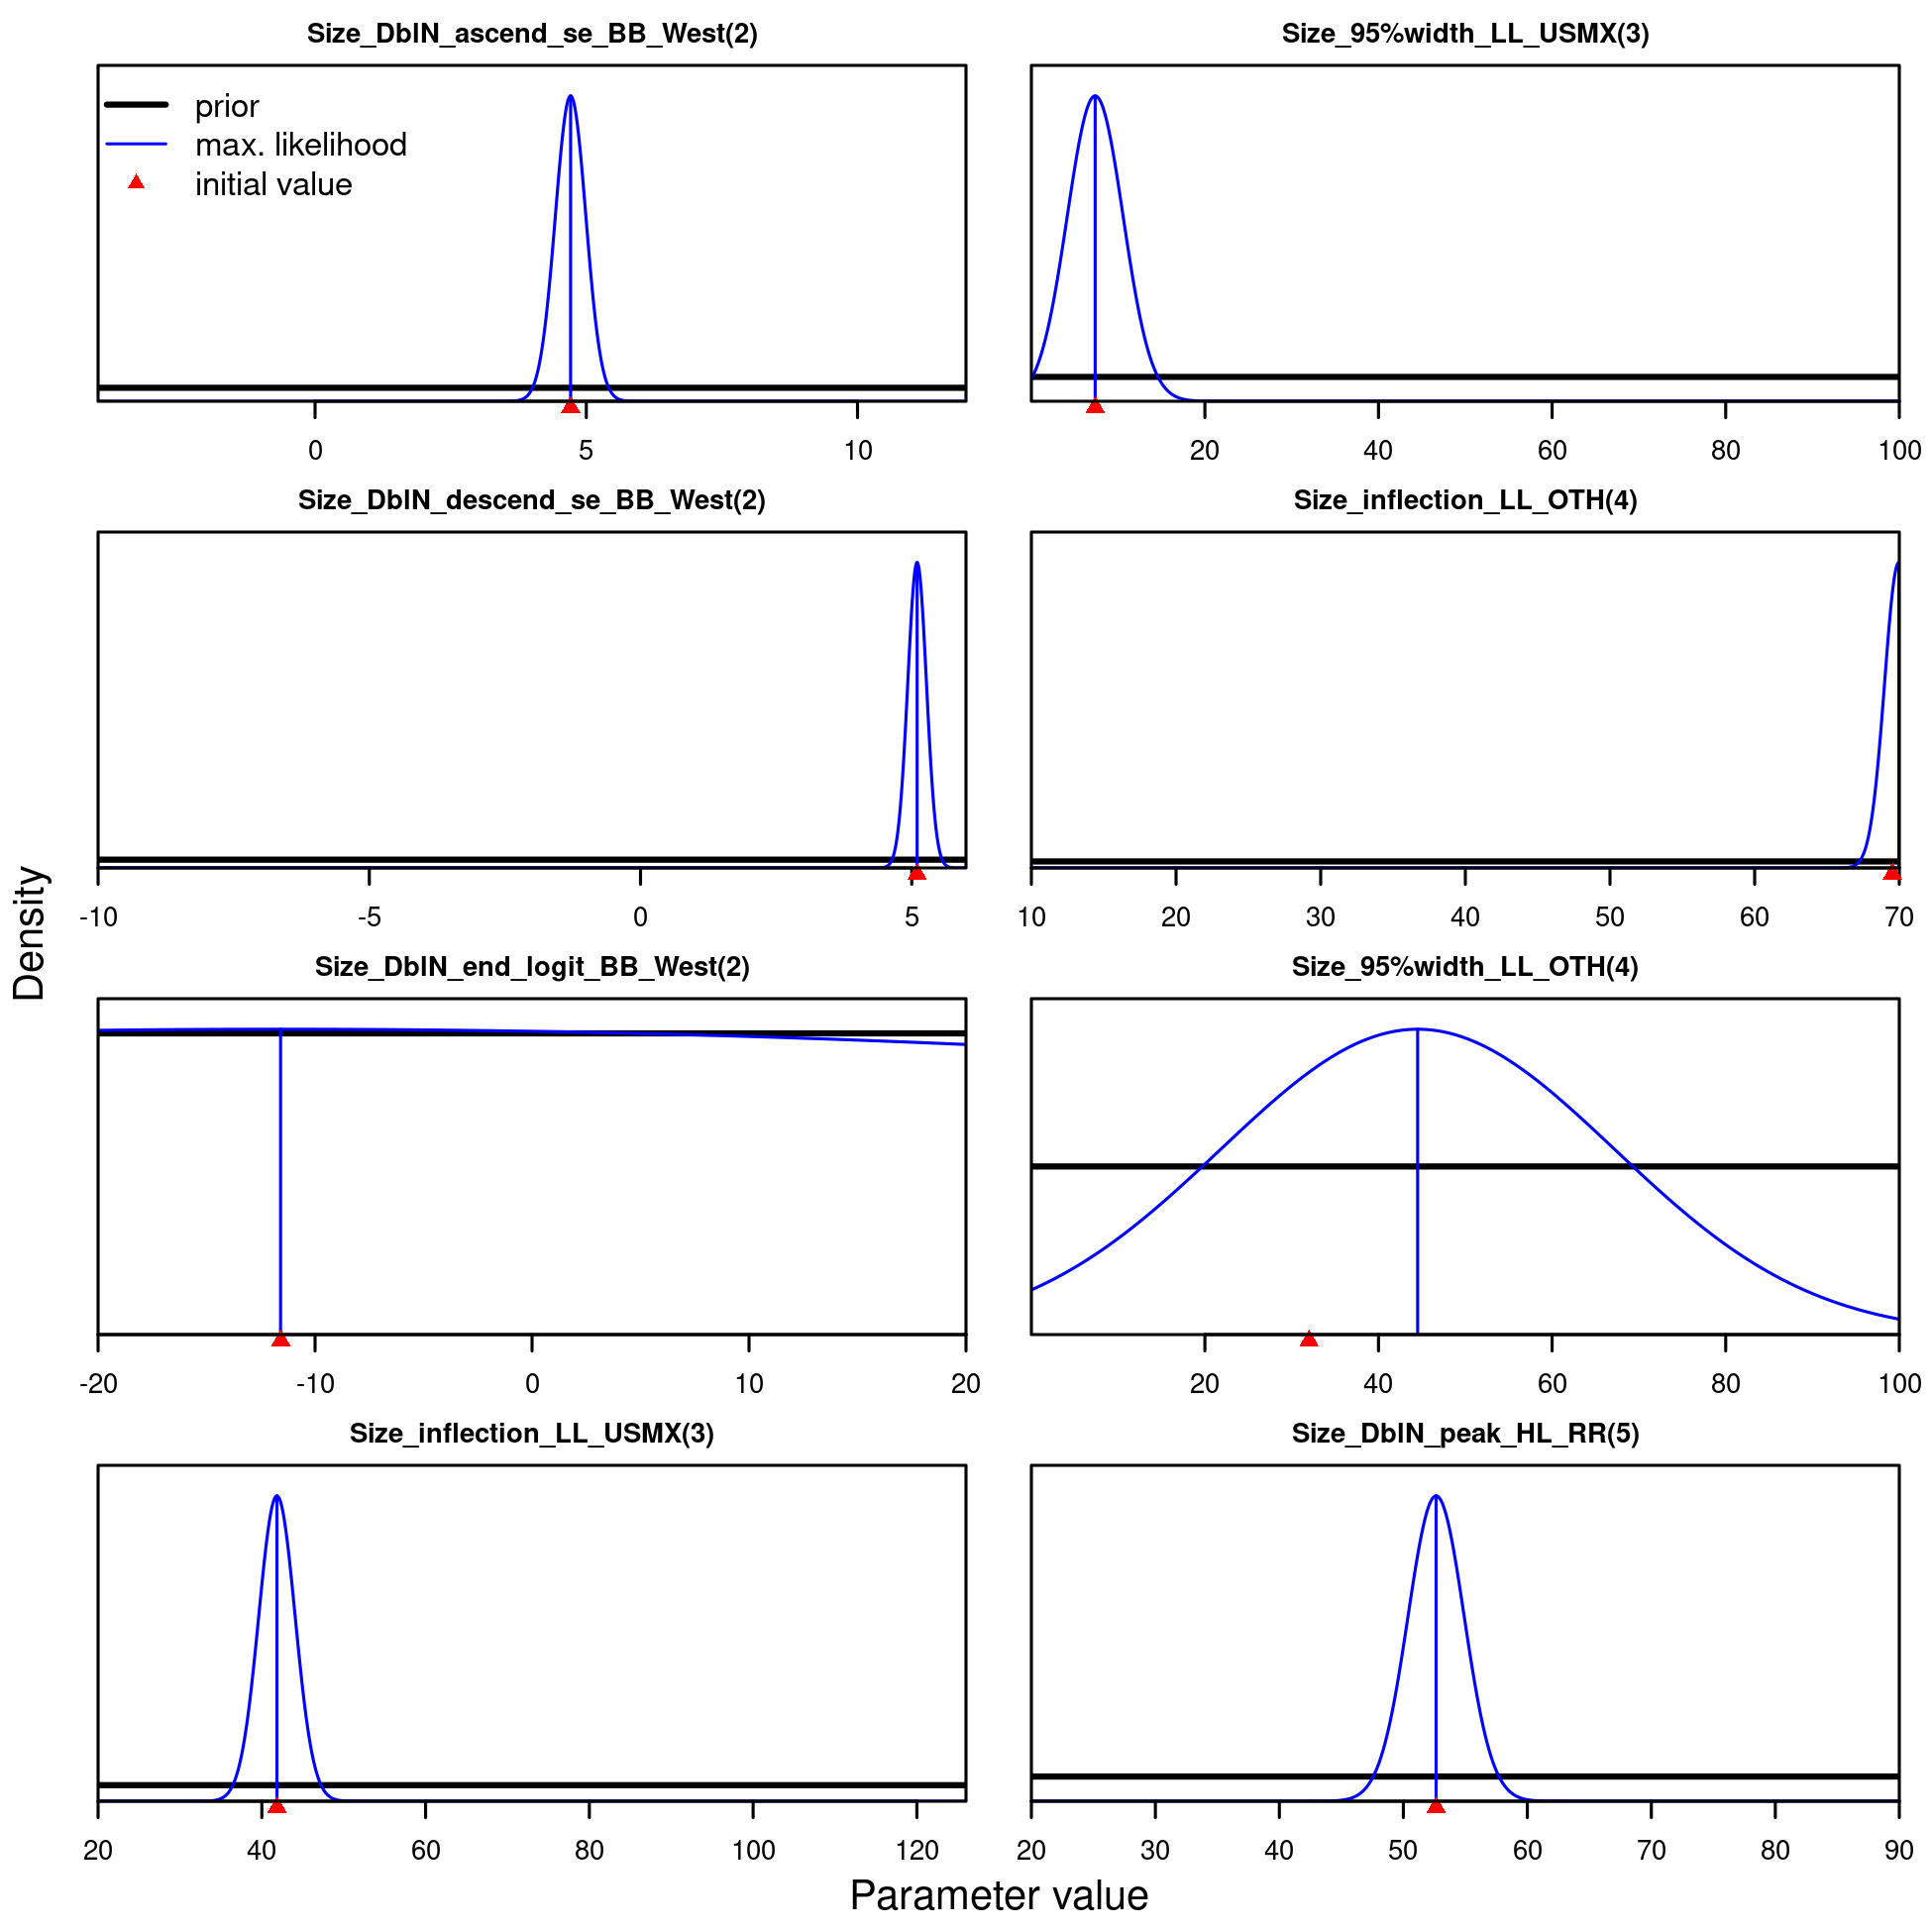 Size_DblN_ascend_se_BB_West(2)
prior
max. likelihood
initial value
0 5 10
Size_95%width_LL_USMX(3)
20 40 60 80 100
Size_DblN_descend_se_BB_West(2)
-10 -5 0 5
Size_inflection_LL_OTH(4)
10 20 30 40 50 60 70
Size_DblN_end_logit_BB_West(2)
-20 -10 0 10 20
Size_95%width_LL_OTH(4)
20 40 60 80 100
Size_inflection_LL_USMX(3)
20 40 60 80 100 120
Size_DblN_peak_HL_RR(5)
20 30 40 50 60 70 80 90
Density
Parameter value